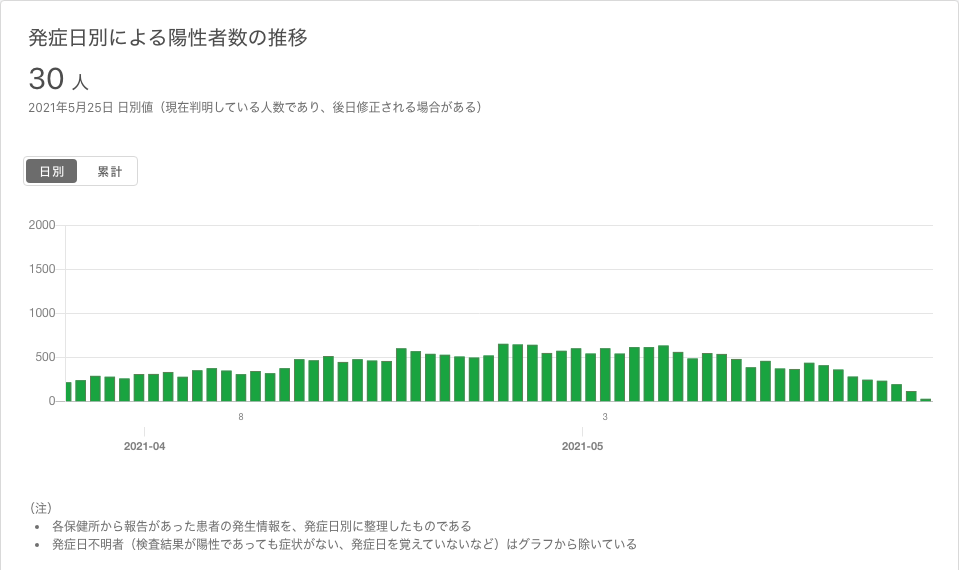 発症日別による陽性者数の推移
30 人
2021年5月25日 日別値（現在判明している人数であり、後日修正される場合がある）
日別 累計
2000
1500
1000
500
0
8 3
2021-04 2021-05
（注）
• 各保健所から報告があった患者の発生情報を、発症日別に整理したものである
• 発症日不明者（検査結果が陽性であっても症状がない、発症日を覚えていないなど）はグラフから除いている